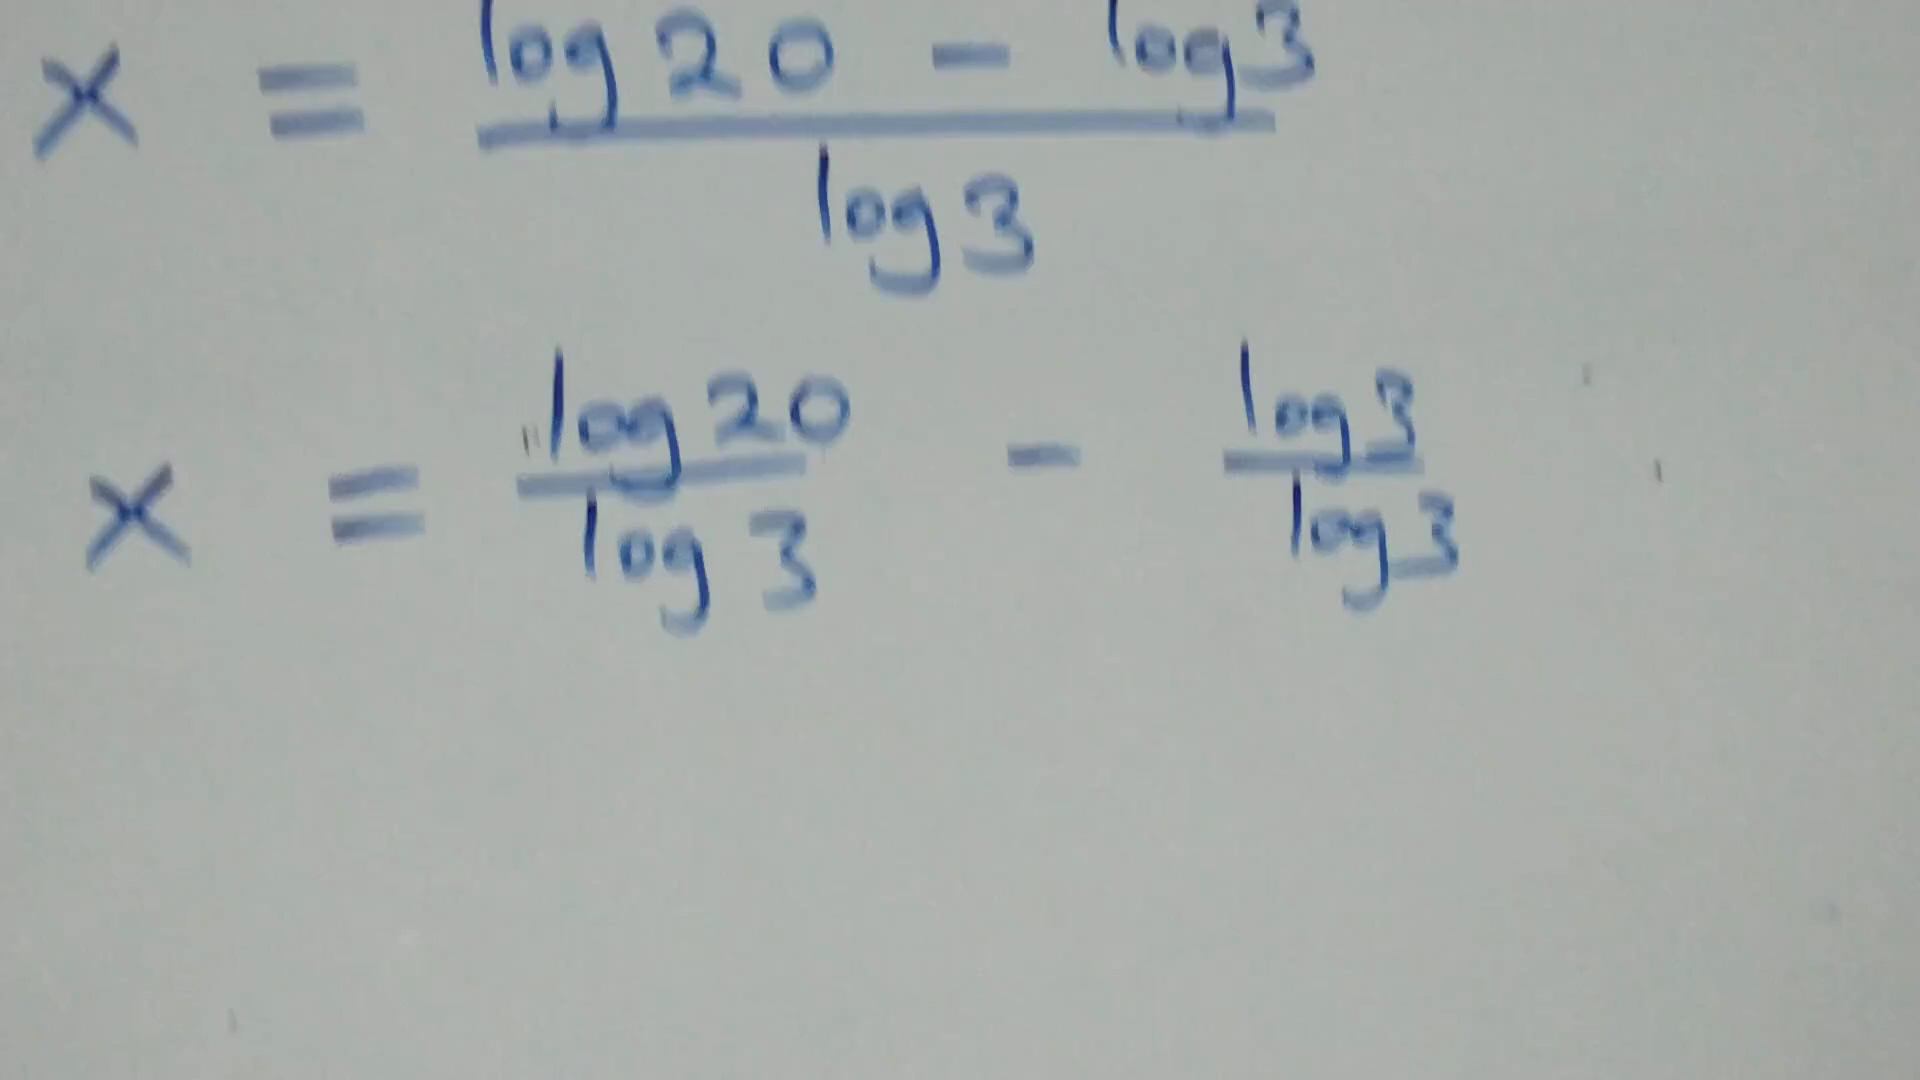 x = (log 20 - log 3) / log 3
x = log 20 / log 3 - log 3 / log 3